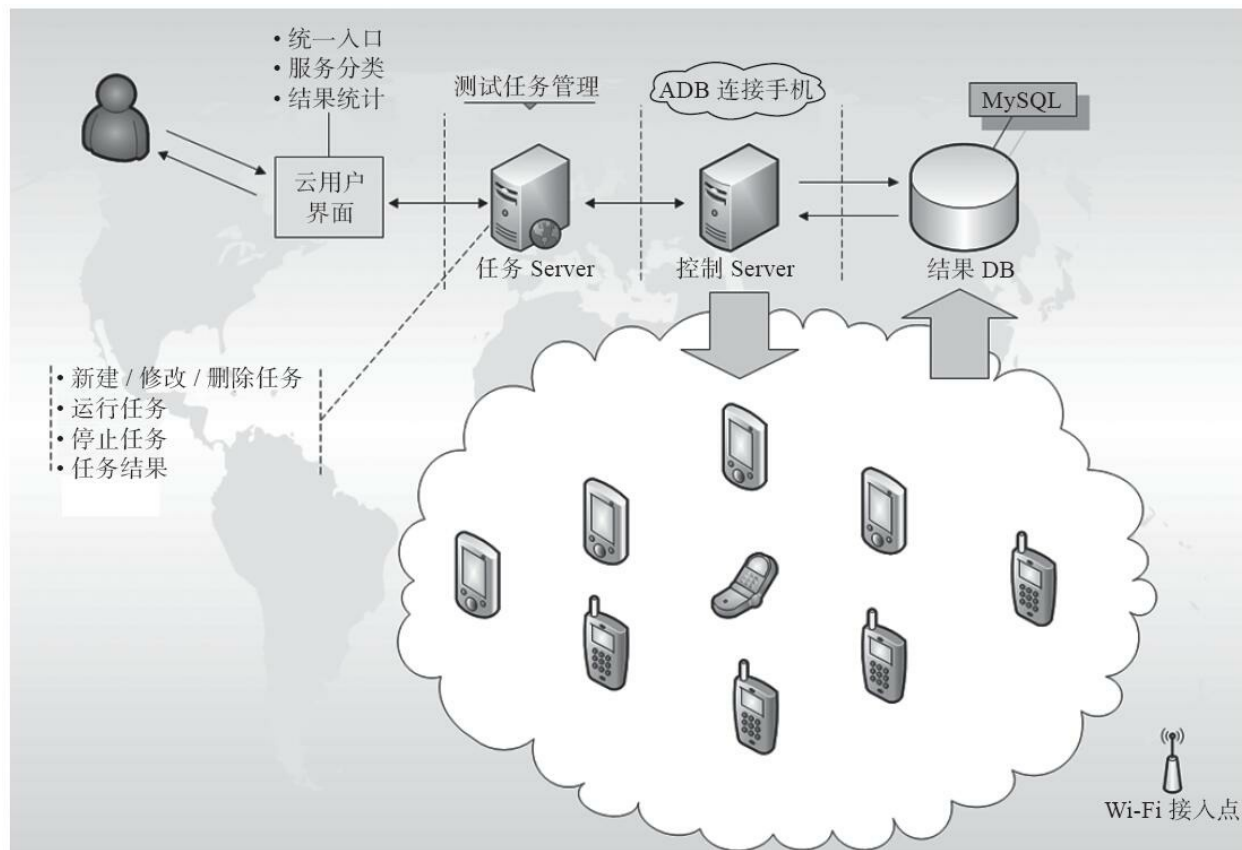 • 统一入口
• 服务分类
• 结果统计
测试任务管理
ADB 连接手机
MySQL
云用户
界面
任务 Server
控制 Server
结果 DB
• 新建 / 修改 / 删除任务
• 运行任务
• 停止任务
• 任务结果
Wi-Fi 接入点